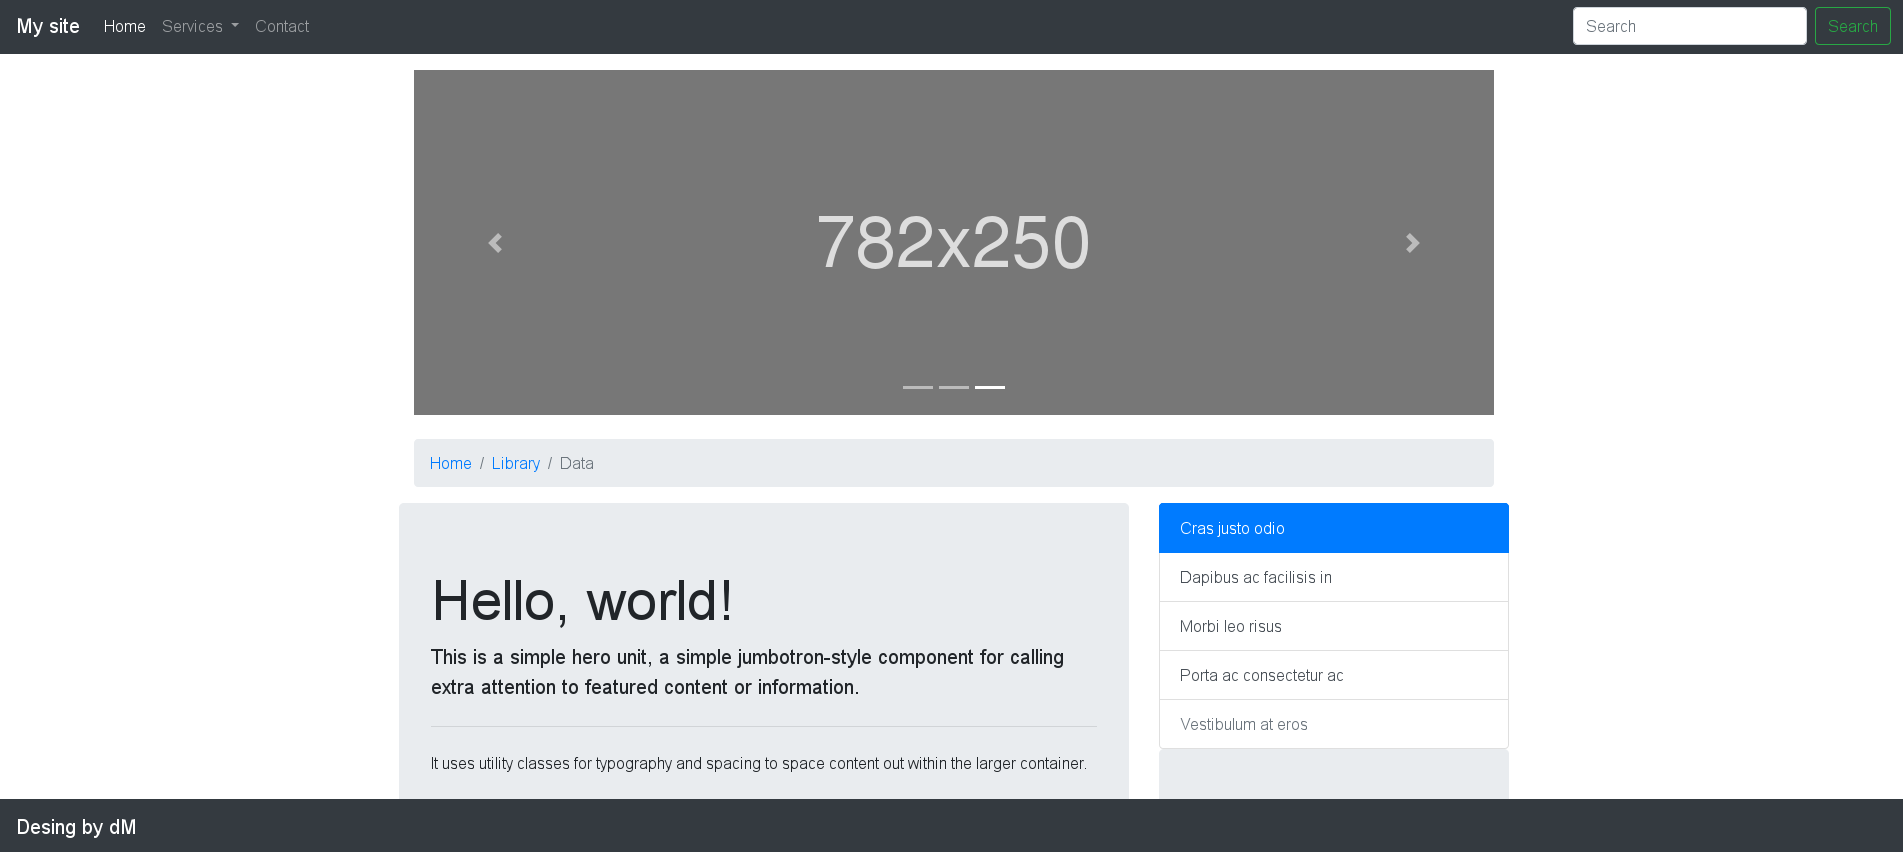 My site Home Services Contact Search Search
782x250
Home / Library / Data
Hello, world!
This is a simple hero unit, a simple jumbotron-style component for calling
extra attention to featured content or information.
It uses utility classes for typography and spacing to space content out within the larger container.
Cras justo odio
Dapibus ac facilisis in
Morbi leo risus
Porta ac consectetur ac
Vestibulum at eros
Desing by dM